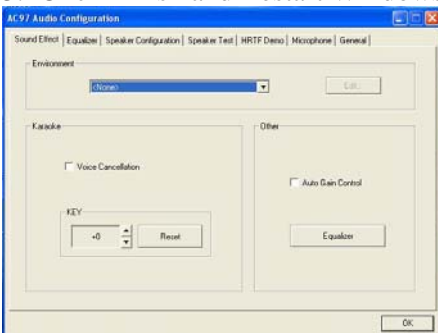 AC97 Audio Configuration
Sound Effect Equalizer Speaker Configuration Speaker Test HRTF Demo Microphone General
Environment
<None>
Edit
Karaoke
Other
Voice Cancellation
Auto Gain Control
KEY
+0
Reset
Equalizer
OK